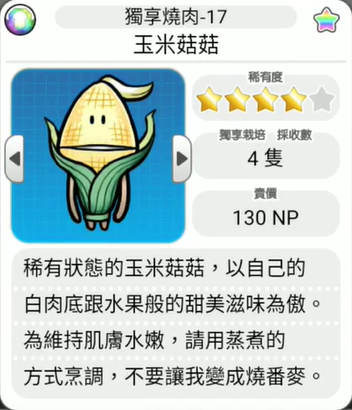 獨享燒肉-17
玉米菇菇
稀有度
獨享栽培 採收數
4 隻
賣價
130 NP
稀有狀態的玉米菇菇，以自己的
白肉底跟水果般的甜美滋味為傲。
為維持肌膚水嫩，請用蒸煮的
方式烹調，不要讓我變成燒番麥。